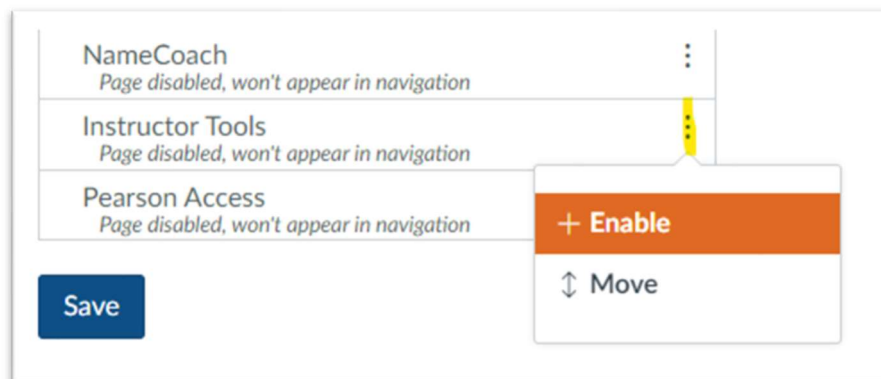 NameCoach
Page disabled, won't appear in navigation
Instructor Tools
Page disabled, won't appear in navigation
Pearson Access
Page disabled, won't appear in navigation
+ Enable
Move
Save